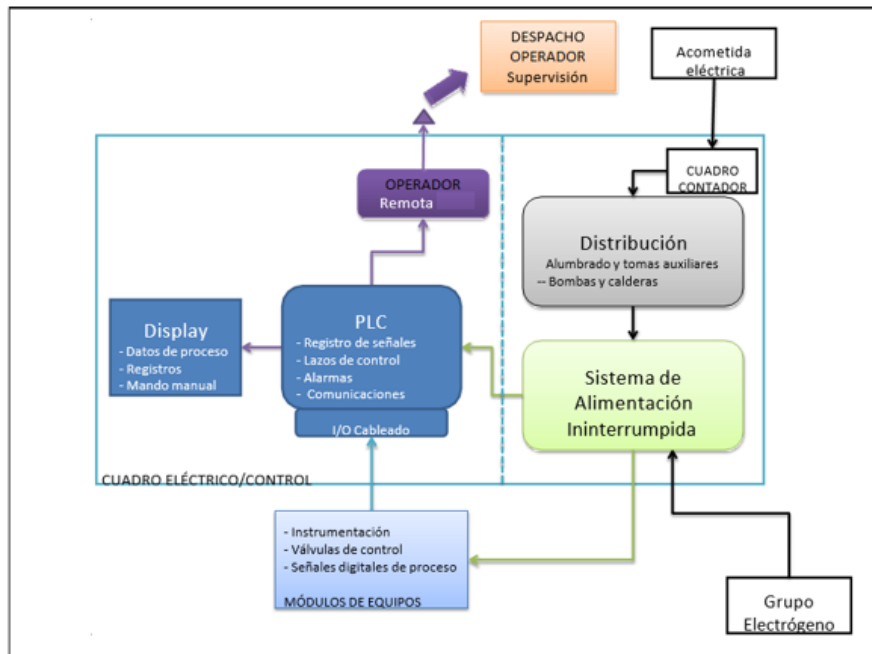 DESPACHO
OPERADOR
Supervisión
Acometida
eléctrica
CUADRO
CONTADOR
OPERADOR
Remota
Distribución
Alumbrado y tomas auxiliares
-- Bombas y calderas
Display
- Datos de proceso
- Registros
- Mando manual
PLC
- Registro de señales
- Lazos de control
- Alarmas
- Comunicaciones
I/O Cableado
Sistema de
Alimentación
Ininterrumpida
CUADRO ELÉCTRICO/CONTROL
- Instrumentación
- Válvulas de control
- Señales digitales de proceso
MÓDULOS DE EQUIPOS
Grupo
Electrógeno